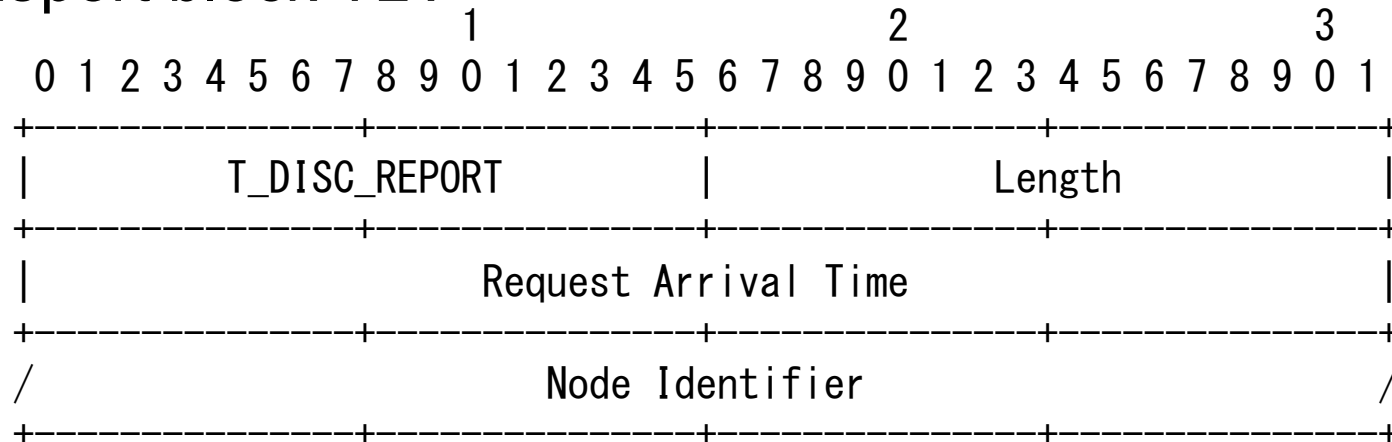 1 2 3
0 1 2 3 4 5 6 7 8 9 0 1 2 3 4 5 6 7 8 9 0 1 2 3 4 5 6 7 8 9 0 1
+---------------+---------------+---------------+---------------+
| T_DISC_REPORT | Length |
+---------------+---------------+---------------+---------------+
| Request Arrival Time |
+---------------+---------------+---------------+---------------+
/ Node Identifier /
+---------------+---------------+---------------+---------------+